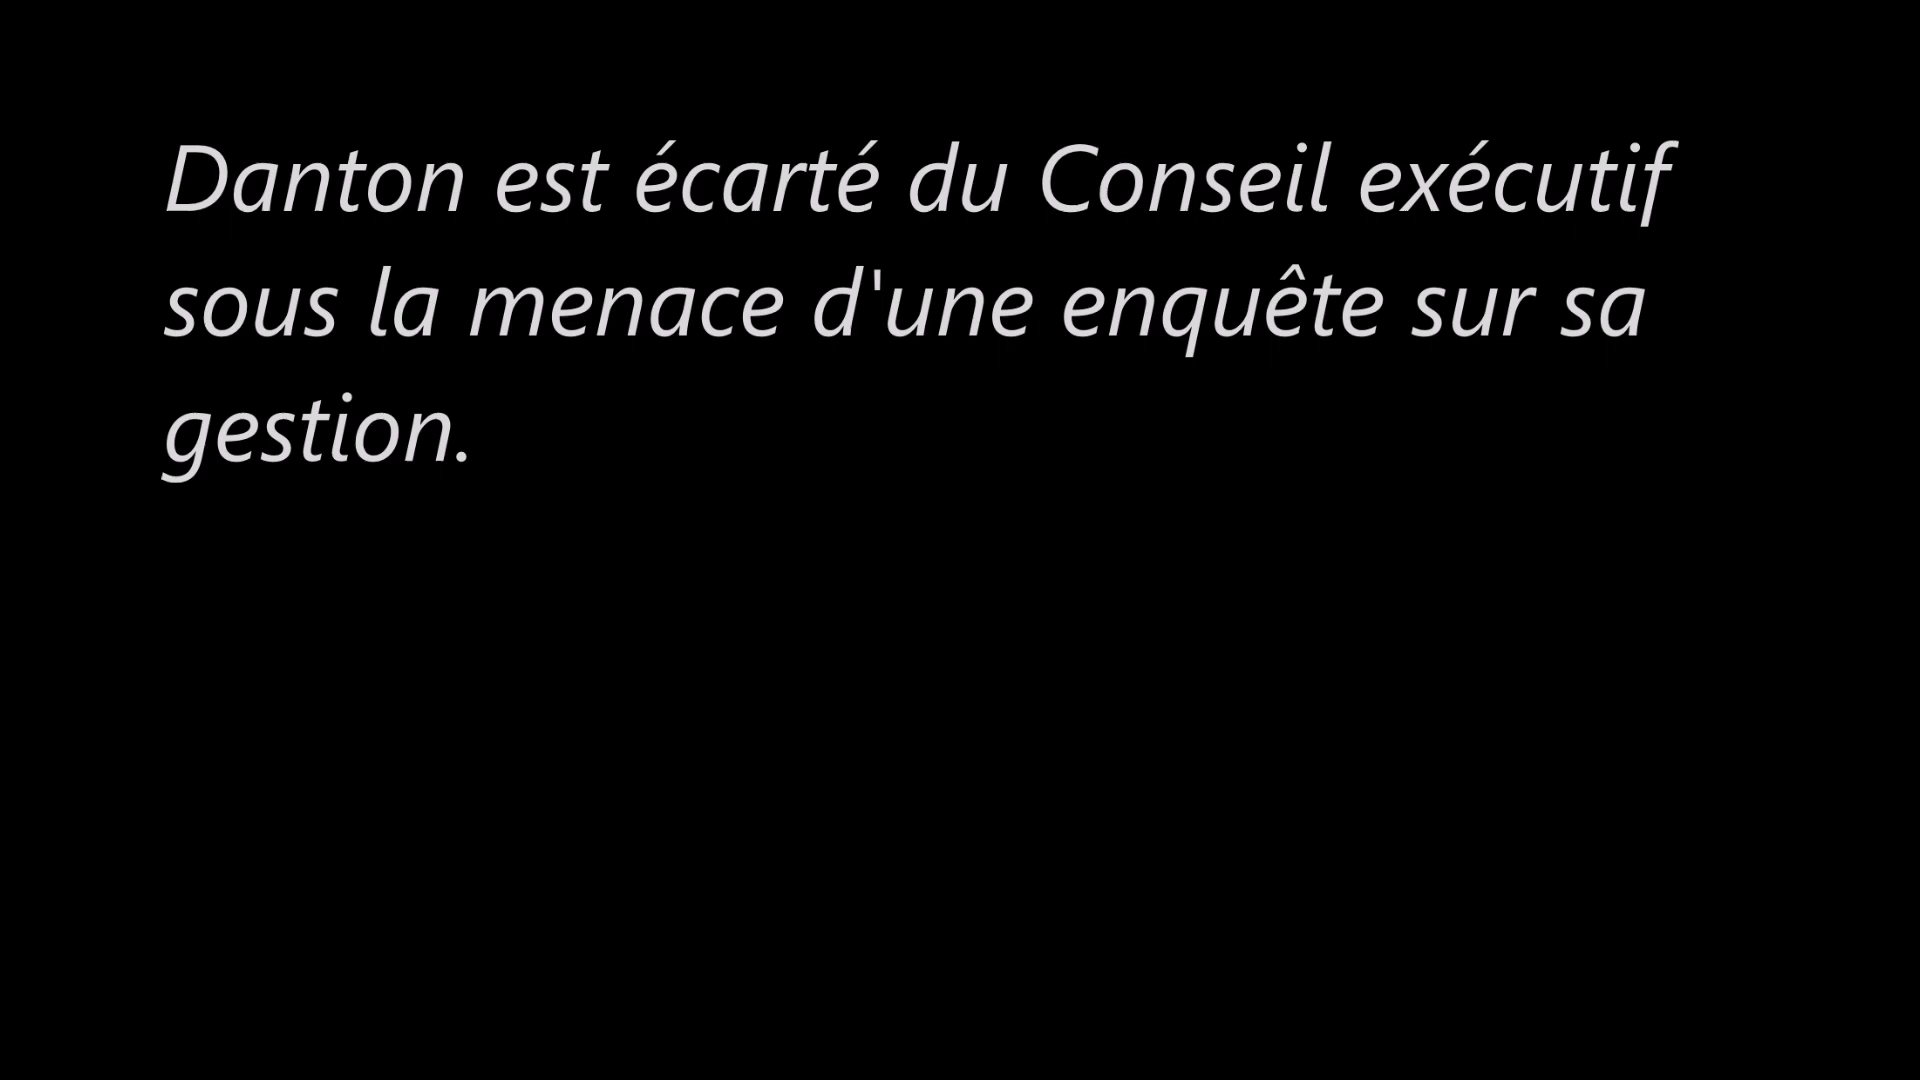 Danton est écarté du Conseil exécutif
sous la menace d'une enquête sur sa
gestion.